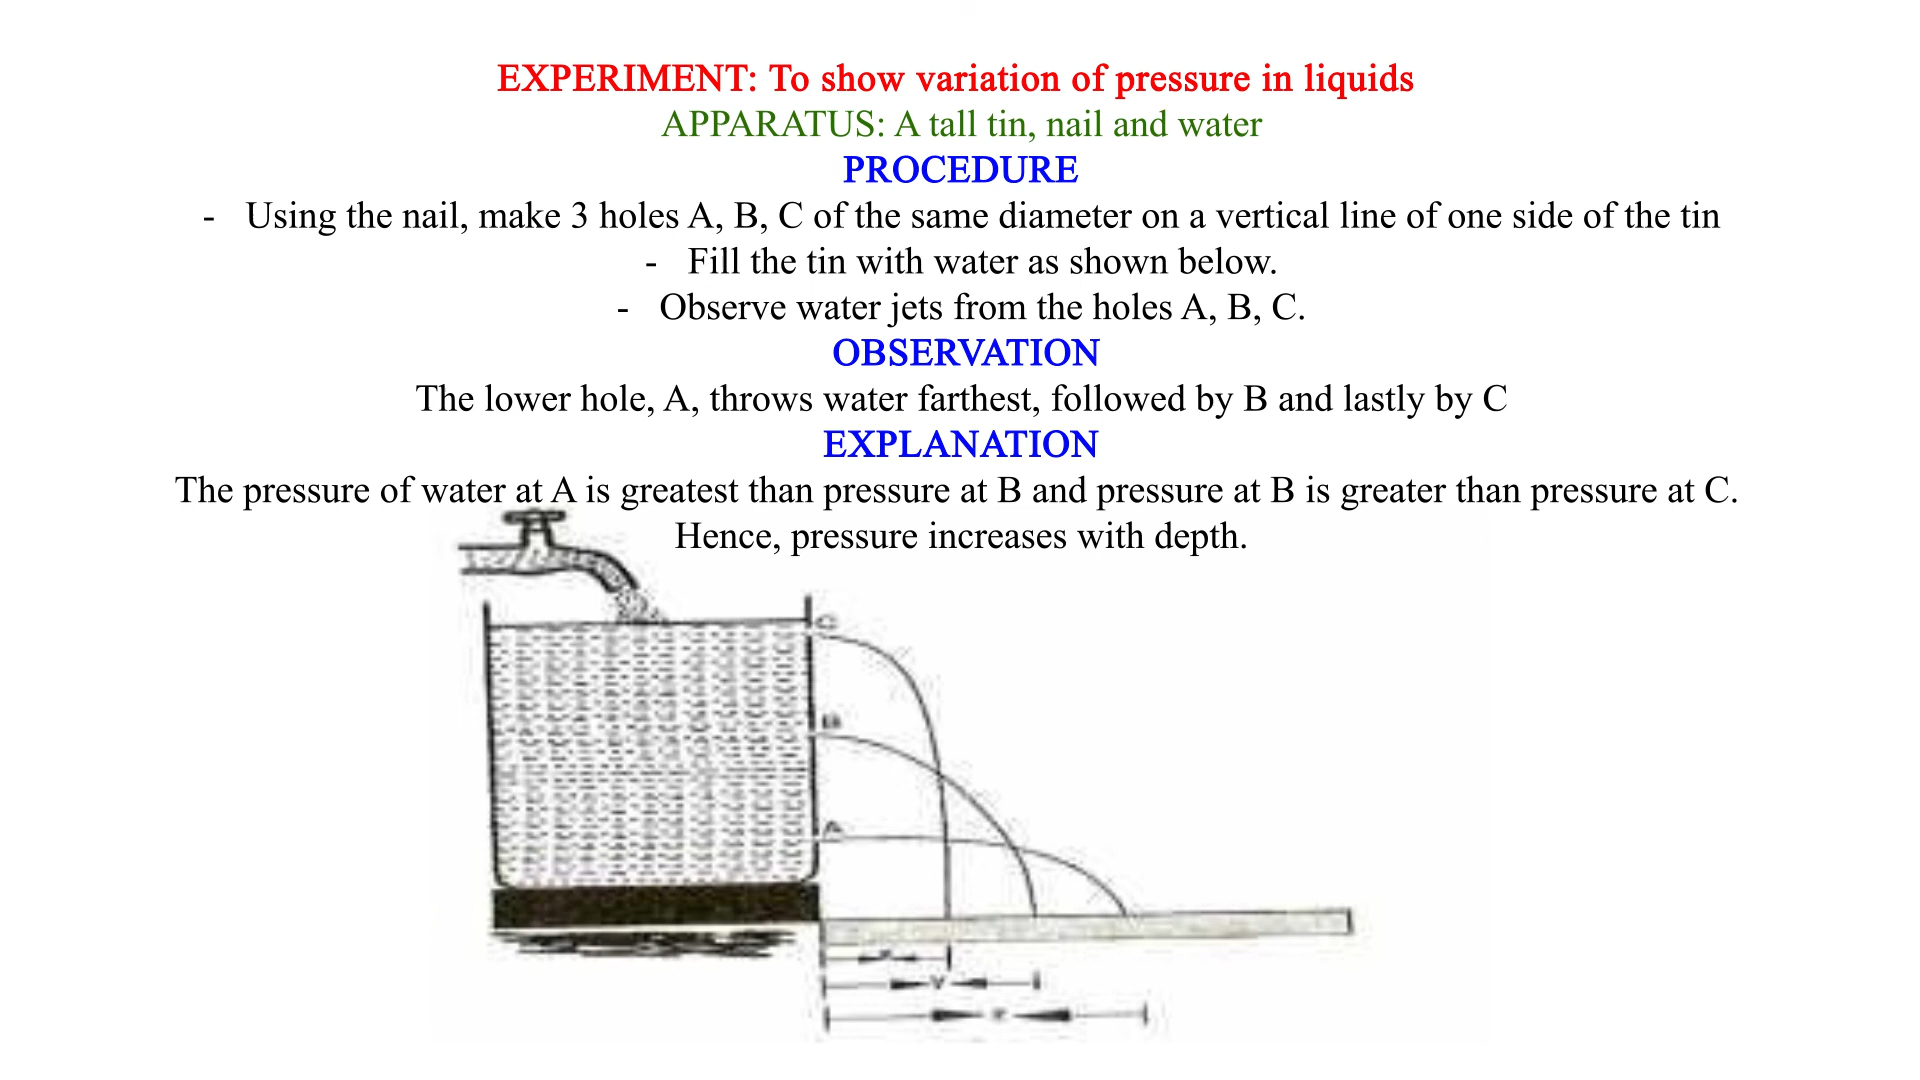 EXPERIMENT: To show variation of pressure in liquids
APPARATUS: A tall tin, nail and water
PROCEDURE
- Using the nail, make 3 holes A, B, C of the same diameter on a vertical line of one side of the tin
- Fill the tin with water as shown below.
- Observe water jets from the holes A, B, C.
OBSERVATION
The lower hole, A, throws water farthest, followed by B and lastly by C
EXPLANATION
The pressure of water at A is greatest than pressure at B and pressure at B is greater than pressure at C.
Hence, pressure increases with depth.
C
B
A